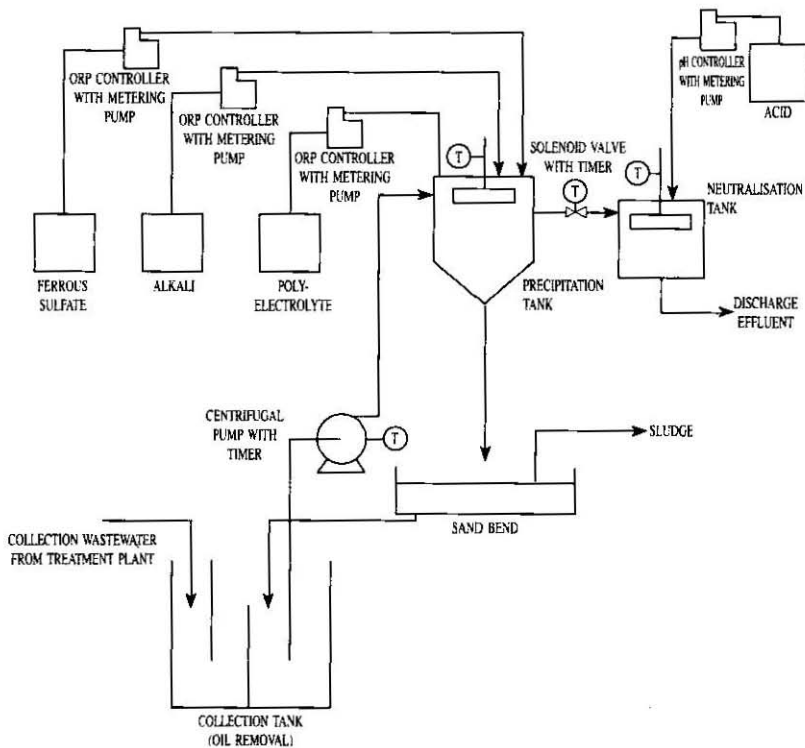 ORP CONTROLLER
WITH METERING
PUMP
ORP CONTROLLER
WITH METERING
PUMP
ORP CONTROLLER
WITH METERING
PUMP
pH CONTROLLER
WITH METERING
PUMP
ACID
T
SOLENOID VALVE
WITH TIMER
T
T
NEUTRALISATION
TANK
FERROUS
SULFATE
ALKALI
POLY-
ELECTROLYTE
PRECIPITATION
TANK
DISCHARGE
EFFLUENT
CENTRIFUGAL
PUMP WITH
TIMER
T
SLUDGE
SAND BEND
COLLECTION WASTEWATER
FROM TREATMENT PLANT
COLLECTION TANK
(OIL REMOVAL)